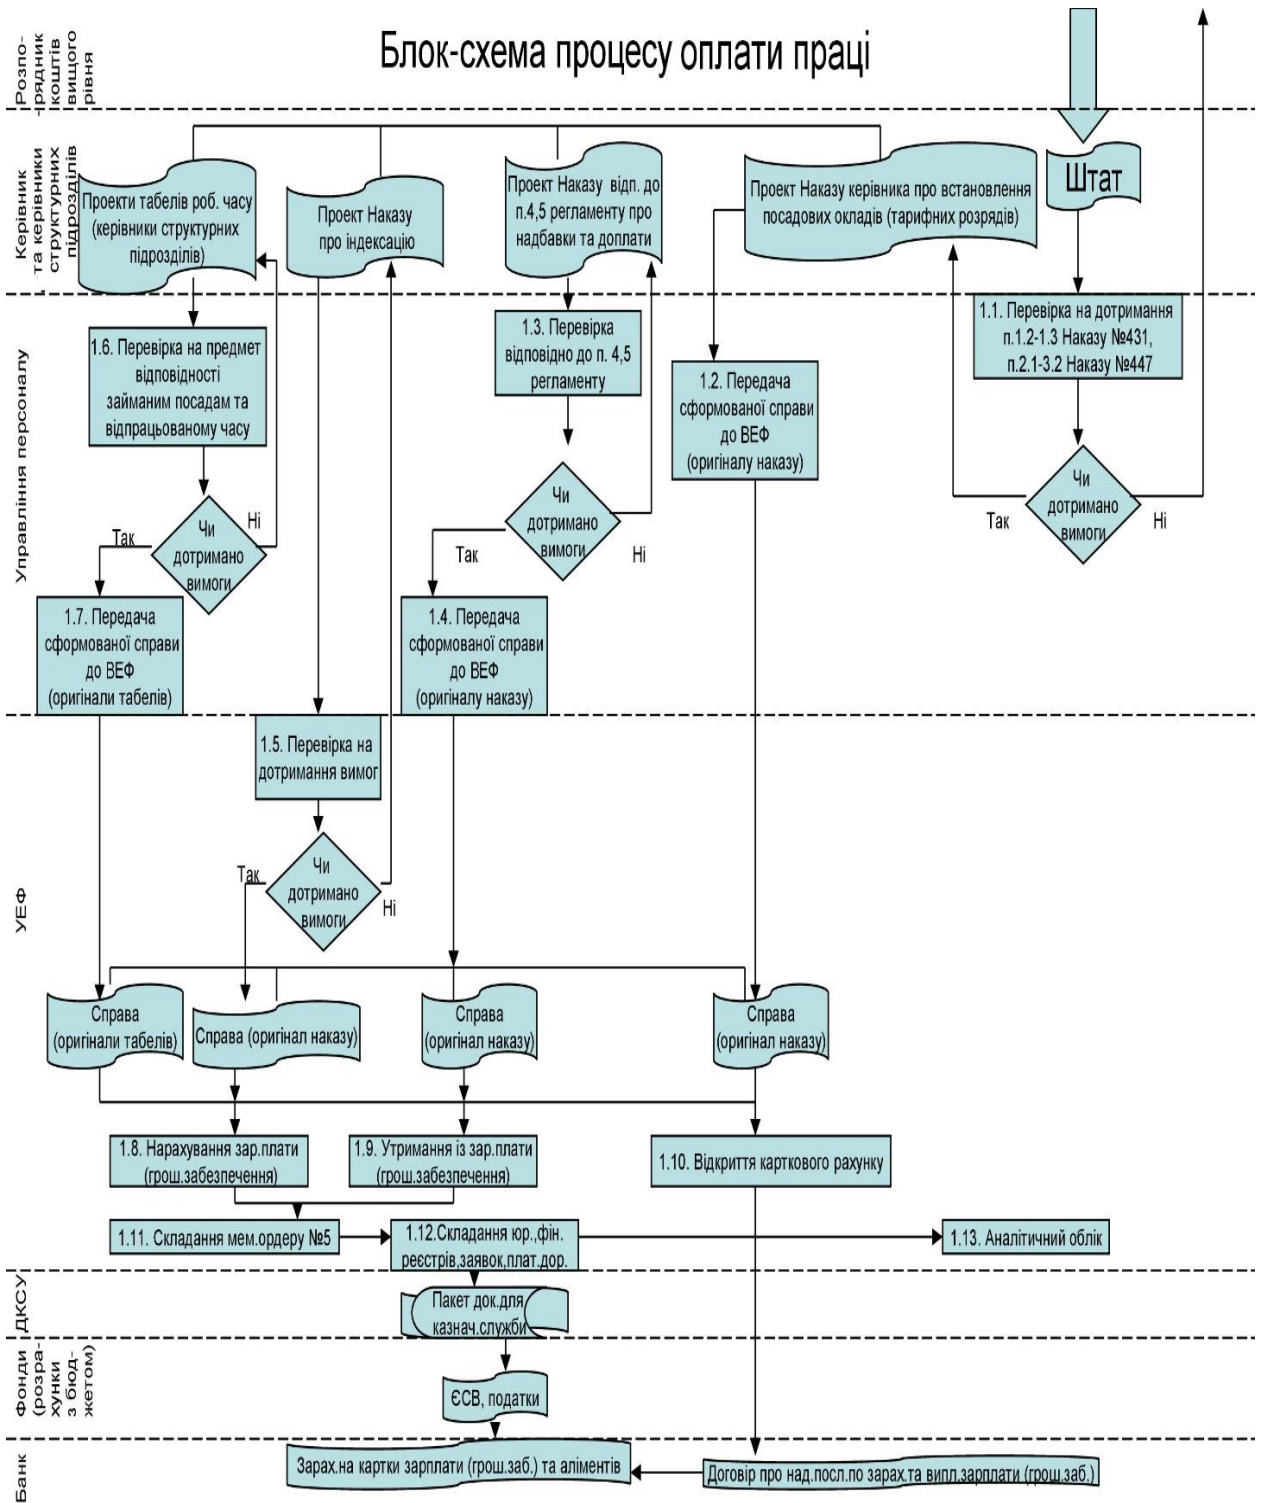 Блок-схема процесу оплати праці
Розпо-
рядник
коштів
вищого
рівня
Керівник
та керівники
структурних
підрозділів
Проекти табелів роб. часу
(керівники структурних
підрозділів)
Проект Наказу
про індексацію
Проект Наказу відп. до
п.4,5 регламенту про
надбавки та доплати
Проект Наказу керівника про встановлення
посадових окладів (тарифних розрядів)
Штат
Управління персоналу
1.6. Перевірка на предмет
відповідності
займаним посадам та
відпрацьованому часу
1.3. Перевірка
відповідно до п. 4,5
регламенту
1.2. Передача
сформованої справи
до ВЕФ
(оригіналу наказу)
1.1. Перевірка на дотримання
п.1.2-1.3 Наказу №431,
п.2.1-3.2 Наказу №447
Чи
дотримано
вимоги
Так
Ні
Чи
дотримано
вимоги
Так
Ні
Чи
дотримано
вимоги
Так
Ні
1.7. Передача
сформованої справи
до ВЕФ
(оригінали табелів)
1.4. Передача
сформованої справи
до ВЕФ
(оригіналу наказу)
УЕФ
1.5. Перевірка на
дотримання вимог
Чи
дотримано
вимоги
Так
Ні
Справа
(оригінали табелів)
Справа (оригінал наказу)
Справа
(оригінал наказу)
Справа
(оригінал наказу)
1.8. Нарахування зар.плати
(грош.забезпечення)
1.9. Утримання із зар.плати
(грош.забезпечення)
1.10. Відкриття карткового рахунку
1.11. Складання мем.ордеру №5
1.12.Складання юр.,фін.
реєстрів,заявок,плат.дор.
1.13. Аналітичний облік
ДКСУ
Пакет док.для
казнач.служби
Фонди
(розра-
хунки
з бюд-
жетом)
ЄСВ, податки
Банк
Зарах.на картки зарплати (грош.заб.) та аліментів
Договір про над.посл.по зарах.та випл.зарплати (грош.заб.)